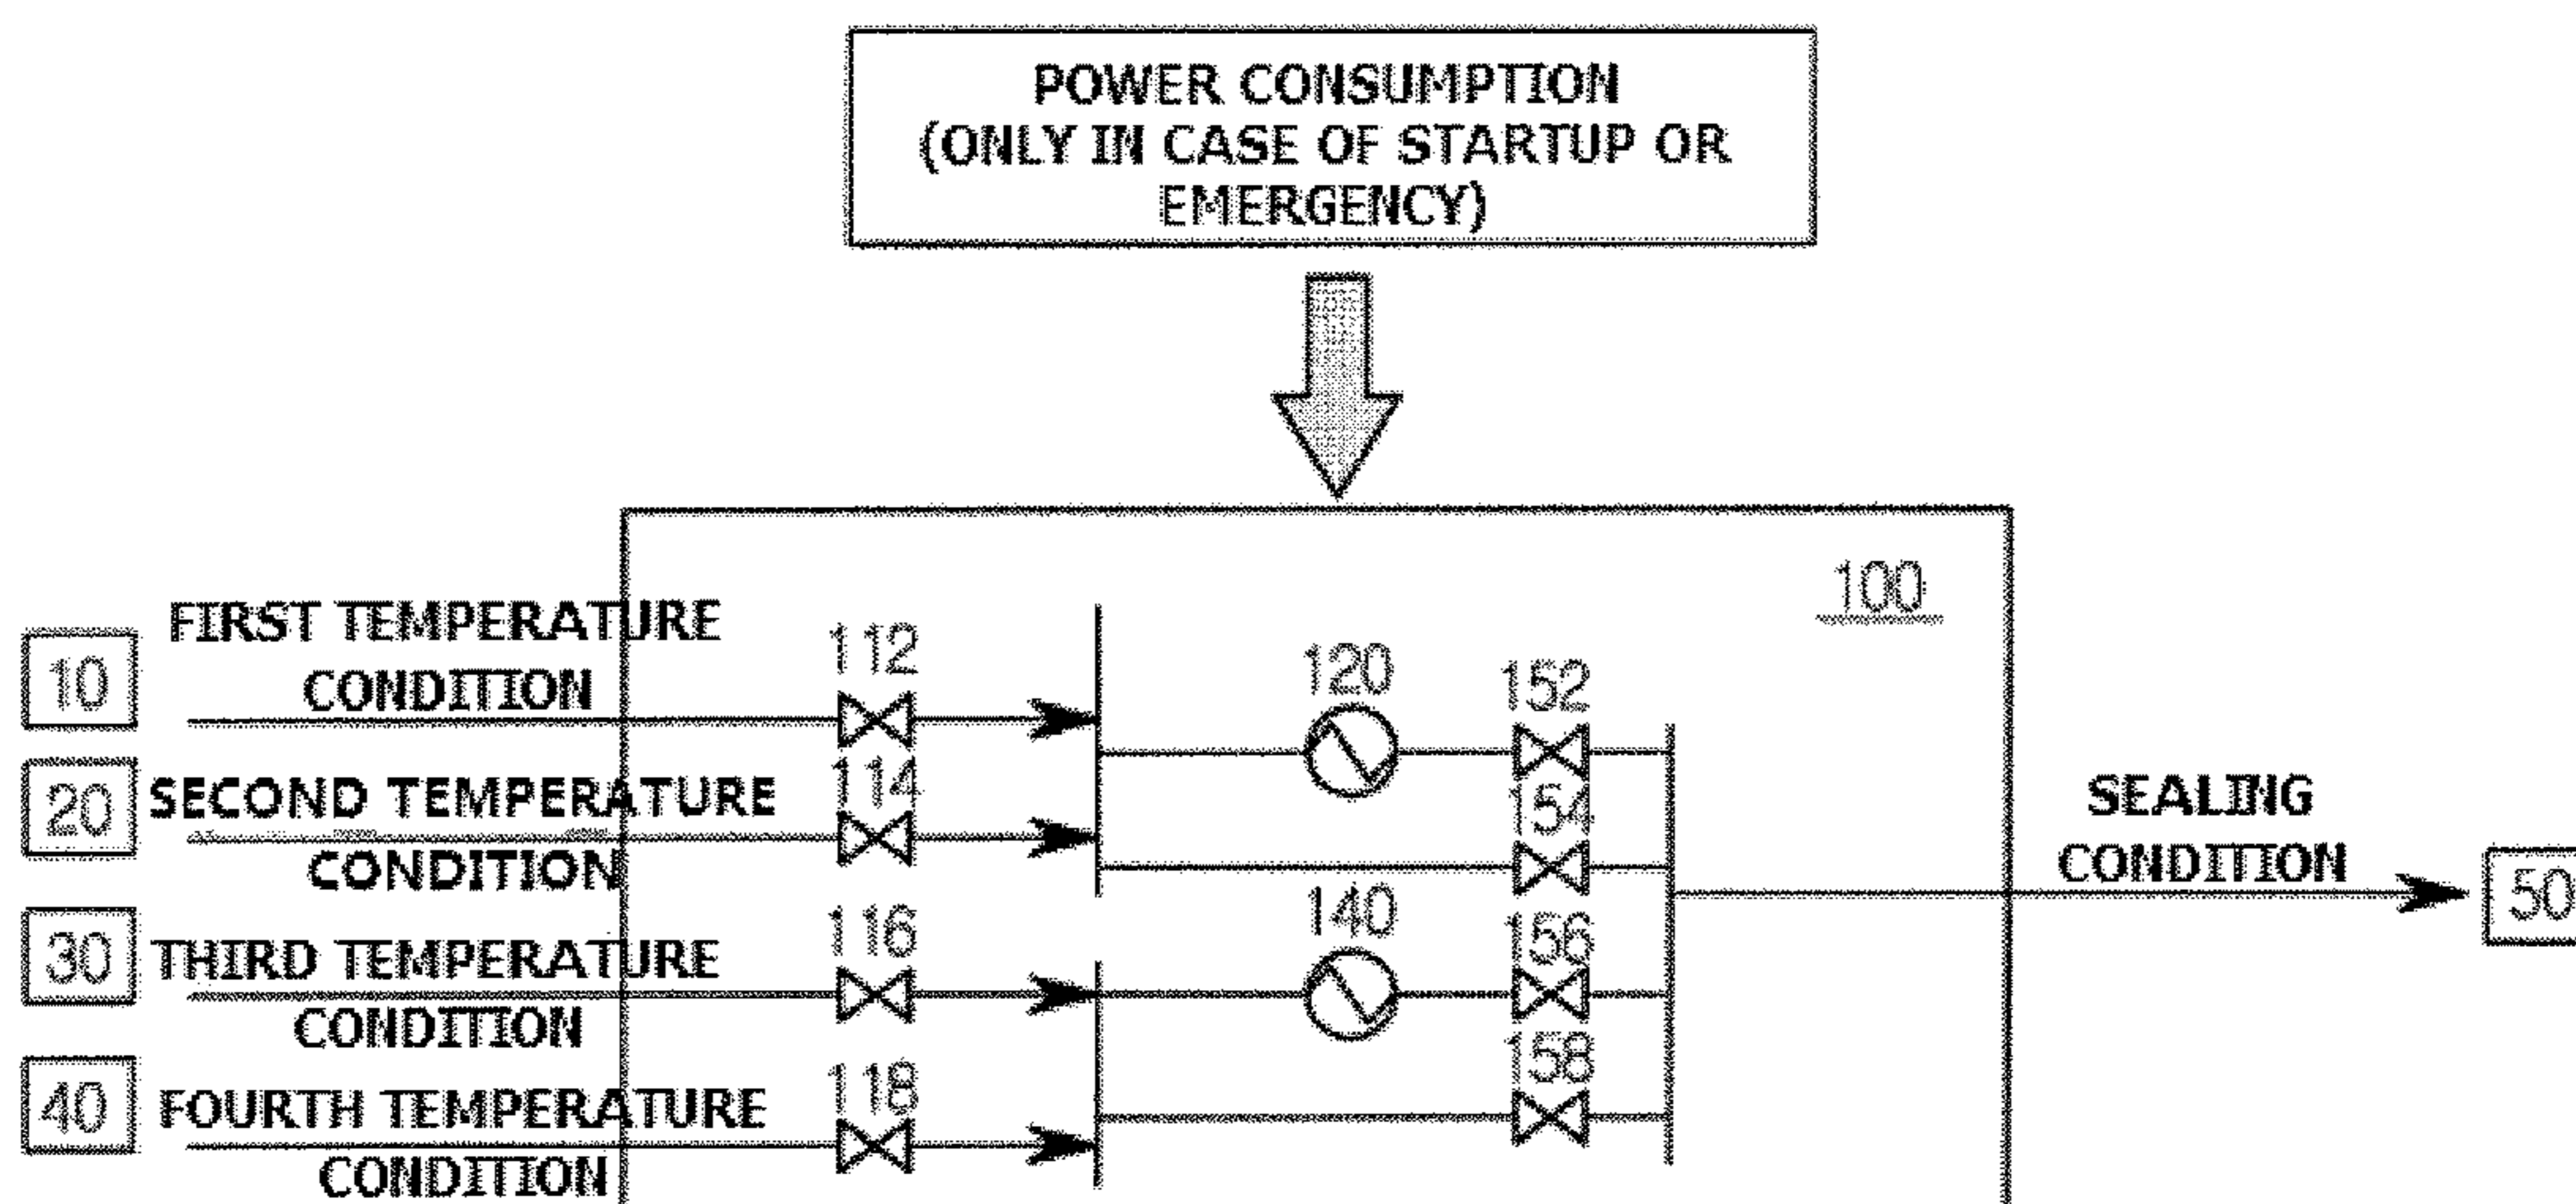 POWER CONSUMPTION
(ONLY IN CASE OF STARTUP OR
EMERGENCY)
100
10
FIRST TEMPERATURE
CONDITION
112
120
152
20
SECOND TEMPERATURE
CONDITION
114
154
SEALING
CONDITION
50
30
THIRD TEMPERATURE
CONDITION
116
140
156
40
FOURTH TEMPERATURE
CONDITION
118
158